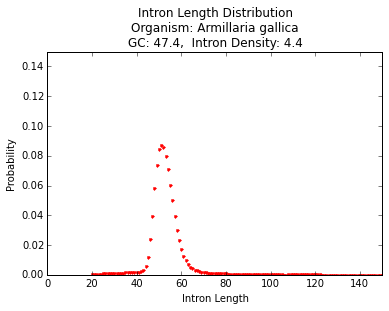 Intron Length Distribution
Organism: Armillaria gallica
GC: 47.4,  Intron Density: 4.4
0.14
0.12
0.10
0.08
0.06
0.04
0.02
0.00
Probability
0 20 40 60 80 100 120 140
Intron Length